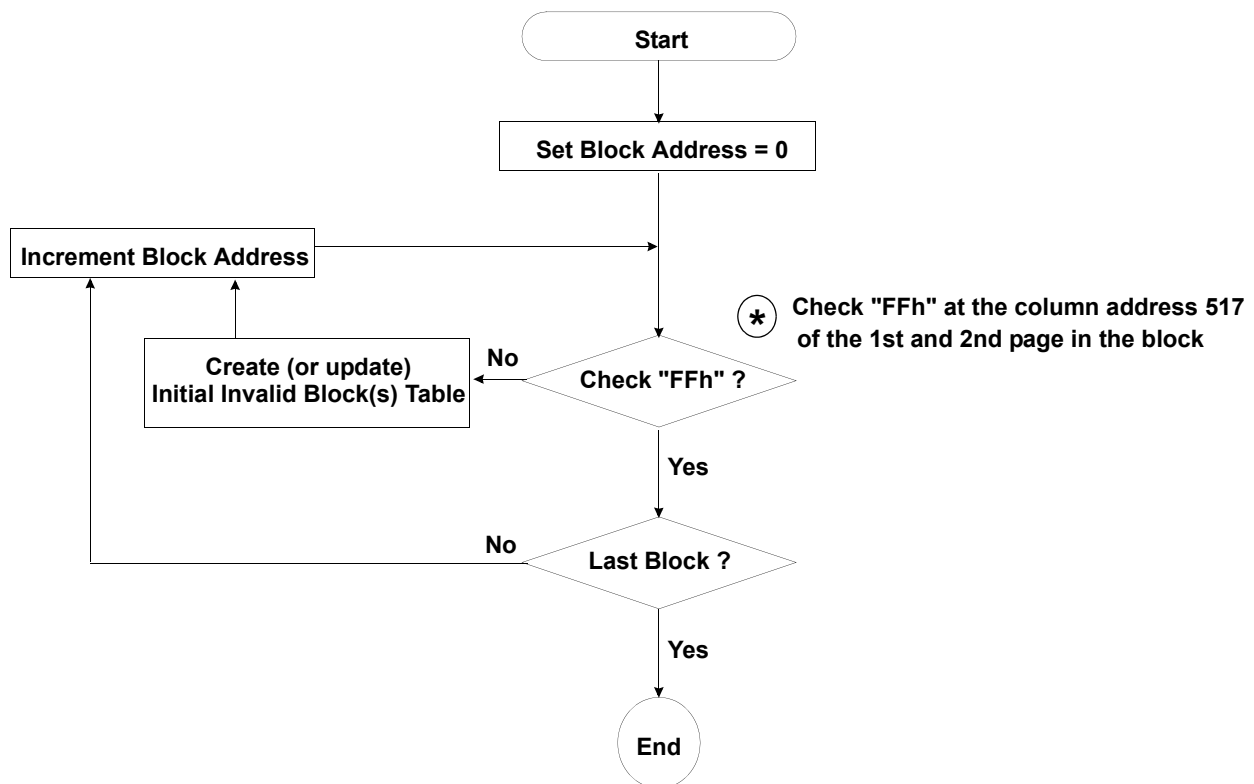 Start
Set Block Address = 0
Increment Block Address
* Check "FFh" at the column address 517
of the 1st and 2nd page in the block
Create (or update)
Initial Invalid Block(s) Table
No
Check "FFh" ?
Yes
No
Last Block ?
Yes
End